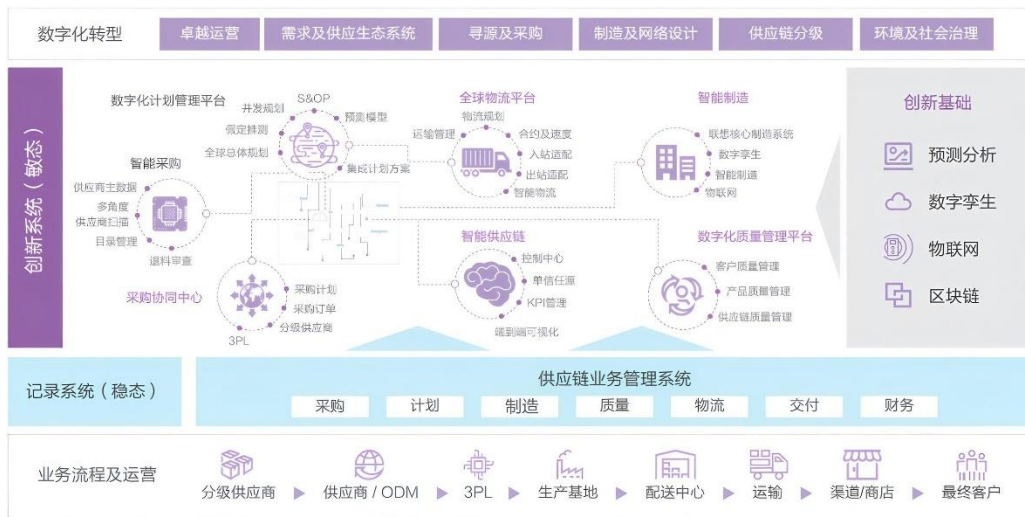 数字化转型
卓越运营
需求及供应生态系统
寻源及采购
制造及网络设计
供应链分级
环境及社会治理
创新系统（敏态）
数字化计划管理平台
S&OP
并发规划
预测模型
假定推测
全球总体规划
集成计划方案
智能采购
供应商主数据
多角度
供应商扫描
目录管理
退料审查
采购协同中心
采购计划
采购订单
分级供应商
3PL
全球物流平台
物流规划
运输管理
合约及速度
入站适配
出站适配
智能物流
智能供应链
控制中心
单信任源
KPI管理
端到端可视化
智能制造
联想核心制造系统
数字孪生
智能制造
物联网
数字化质量管理平台
客户质量管理
产品质量管理
供应链质量管理
创新基础
预测分析
数字孪生
物联网
区块链
记录系统（稳态）
供应链业务管理系统
采购
计划
制造
质量
物流
交付
财务
业务流程及运营
分级供应商
供应商 / ODM
3PL
生产基地
配送中心
运输
渠道/商店
最终客户